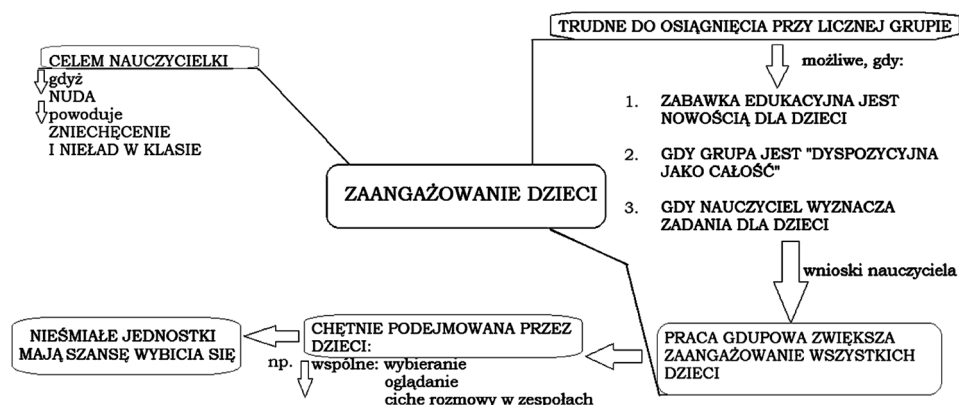 CELEM NAUCZYCIELKI
gdyż
NUDA
powoduje
ZNIECHĘCENIE
I NIEŁAD W KLASIE
TRUDNE DO OSIĄGNIĘCIA PRZY LICZNEJ GRUPIE
możliwe, gdy:
1. ZABAWKA EDUKACYJNA JEST
NOWOŚCIĄ DLA DZIECI
2. GDY GRUPA JEST "DYSPOZYCYJNA
JAKO CAŁOŚĆ"
3. GDY NAUCZYCIEL WYZNACZA
ZADANIA DLA DZIECI
ZAANGAŻOWANIE DZIECI
wnioski nauczyciela
PRACA GDUPOWA ZWIĘKSZA
ZAANGAŻOWANIE WSZYSTKICH
DZIECI
CHĘTNIE PODEJMOWANA PRZEZ
DZIECI:
np. wspólne: wybieranie
oglądanie
ciche rozmowy w zespołach
NIEŚMIAŁE JEDNOSTKI
MAJĄ SZANSĘ WYBICIA SIĘ